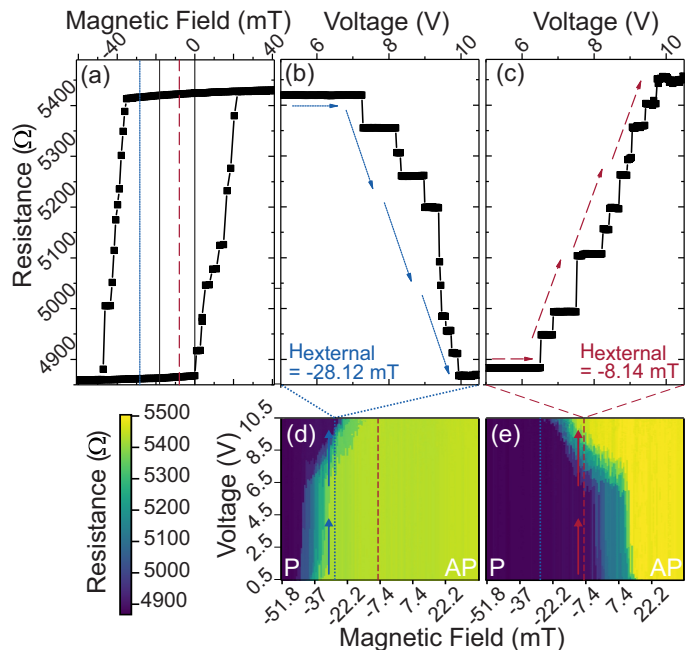 Magnetic Field (mT) Voltage (V) Voltage (V)
-40 0 40 6 8 10 6 8 10
(a) (b) (c)
Resistance (Ω)
5400
5300
5200
5100
5000
4900
Hexternal
= -28.12 mT
Hexternal
= -8.14 mT
Resistance (Ω)
5500
5400
5300
5200
5100
5000
4900
Voltage (V)
10.5
8.5
6.5
4.5
2.5
0.5
(d) (e)
P AP P AP
-51.8 -37 -22.2 -7.4 7.4 22.2 -51.8 -37 -22.2 -7.4 7.4 22.2
Magnetic Field (mT)